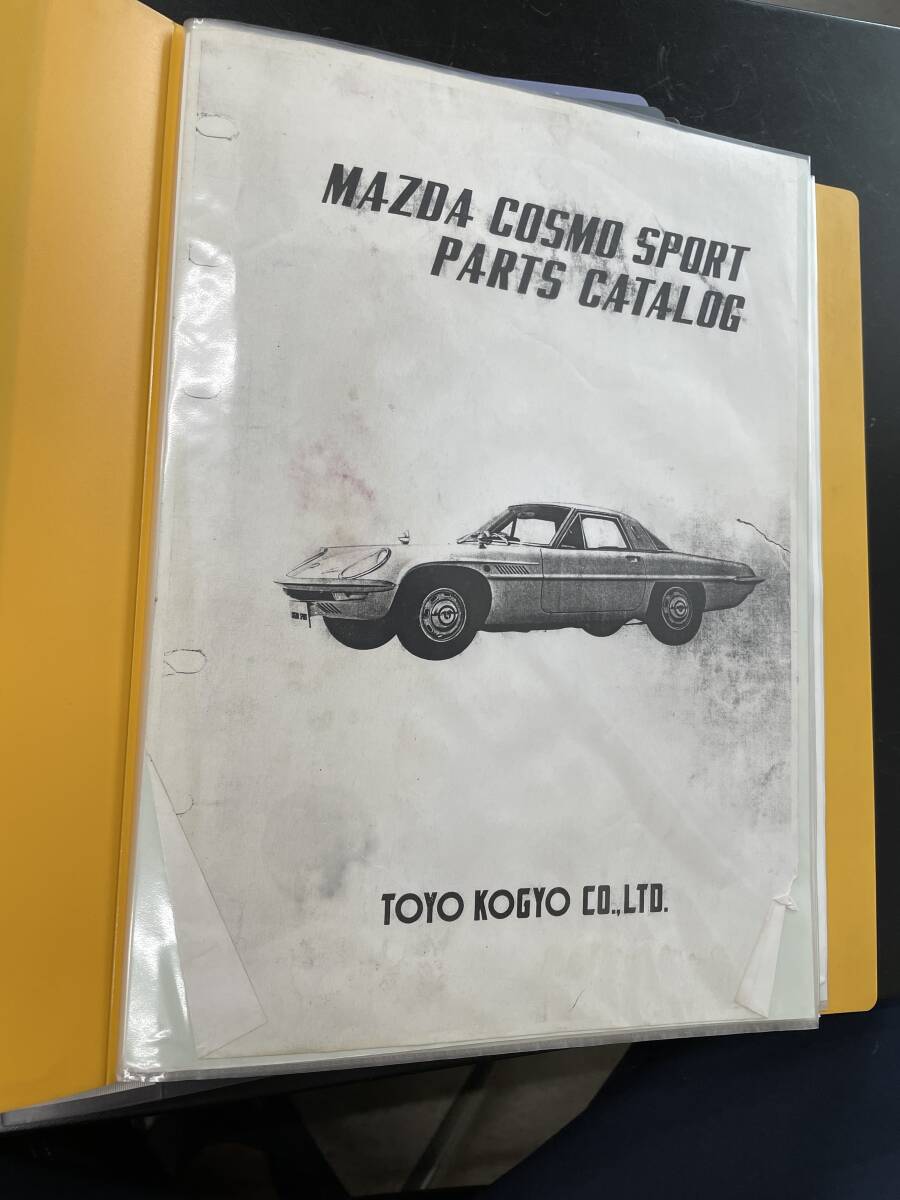 MAZDA COSMO SPORT
PARTS CATALOG
TOYO KOGYO CO.,LTD.